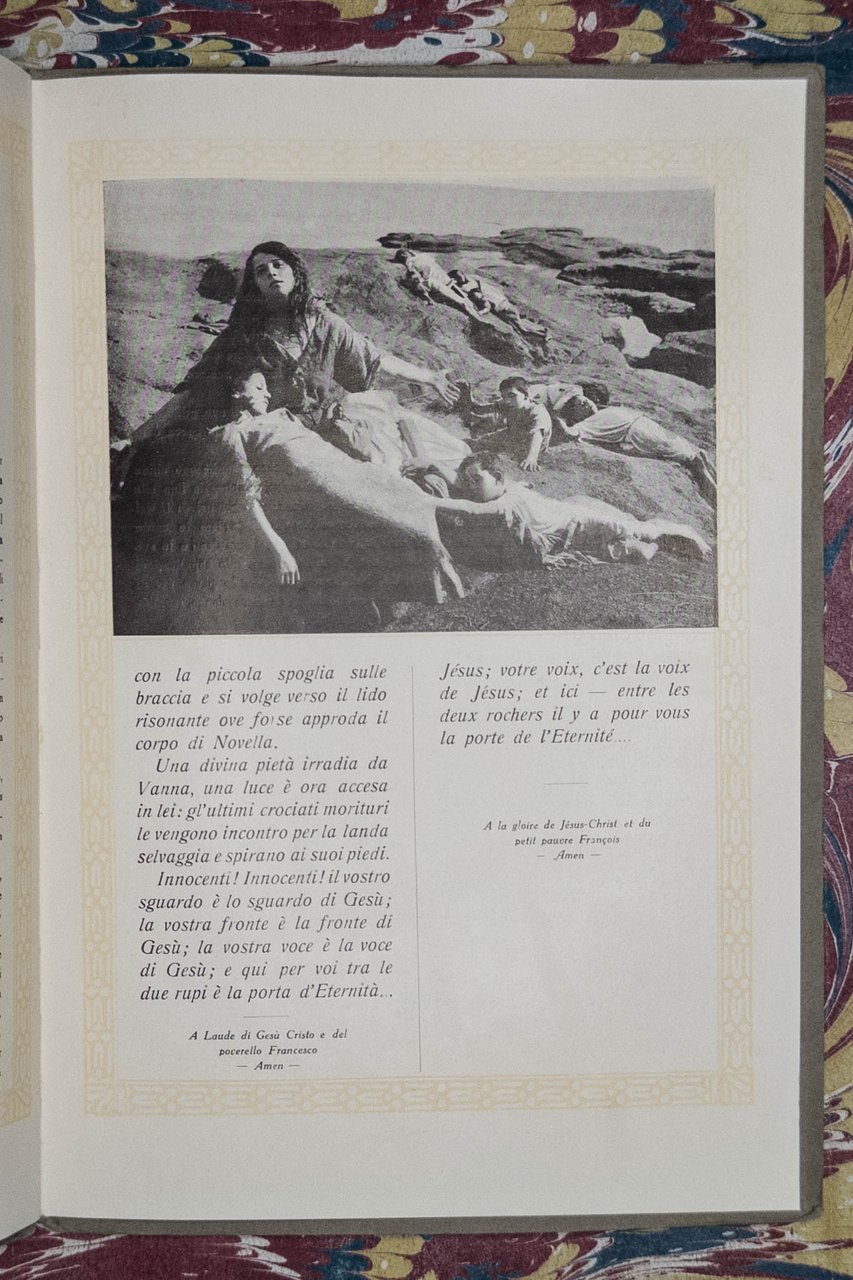 con la piccola spoglia sulle
braccia e si volge verso il lido
risonante ove forse approda il
corpo di Novella.
Una divina pietà irradia da
Vanna, una luce è ora accesa
in lei: gl'ultimi crociati morituri
le vengono incontro per la landa
selvaggia e spirano ai suoi piedi.
Innocenti! Innocenti! il vostro
sguardo è lo sguardo di Gesù;
la vostra fronte è la fronte di
Gesù; la vostra voce è la voce
di Gesù; e qui per voi tra le
due rupi è la porta d'Eternità...
A Laude di Gesù Cristo e del
poverello Francesco
— Amen —
Jésus; votre voix, c'est la voix
de Jésus; et ici — entre les
deux rochers il y a pour vous
la porte de l'Eternité....
A la gloire de Jésus-Christ et du
petit pauvre François
— Amen —